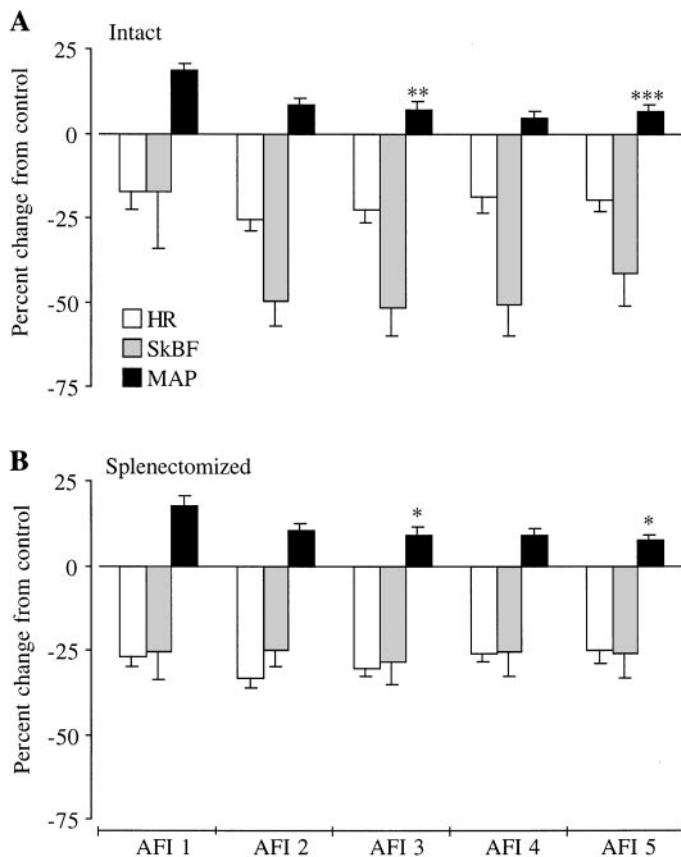 A
Intact
Percent change from control
25
0
-25
-50
-75
**
***
HR
SkBF
MAP
B
Splenectomized
Percent change from control
25
0
-25
-50
-75
*
*
AFI 1
AFI 2
AFI 3
AFI 4
AFI 5